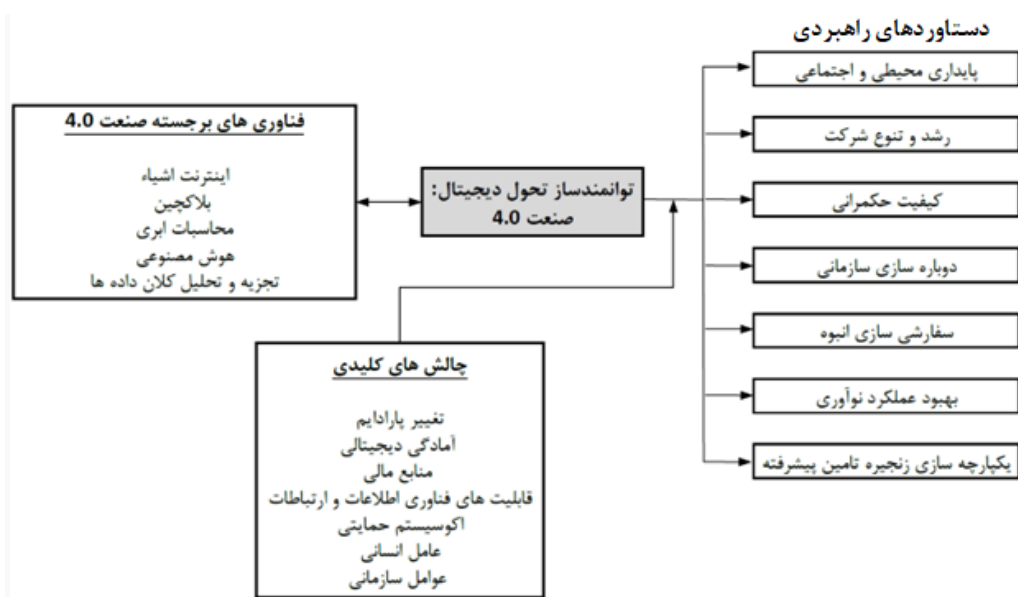 دستاوردهای راهبردی
پایداری محیطی و اجتماعی
رشد و تنوع شرکت
کیفیت حکمرانی
دوباره سازی سازمانی
سفارشی سازی انبوه
بهبود عملکرد نوآوری
یکپارچه سازی زنجیره تامین پیشرفته
توانمندساز تحول دیجیتال:
صنعت 4.0
فناوری های برجسته صنعت 4.0
اینترنت اشیاء
بلاکچین
محاسبات ابری
هوش مصنوعی
تجزیه و تحلیل کلان داده ها
چالش های کلیدی
تغییر پارادایم
آمادگی دیجیتالی
منابع مالی
قابلیت های فناوری اطلاعات و ارتباطات
اکوسیستم حمایتی
عامل انسانی
عوامل سازمانی